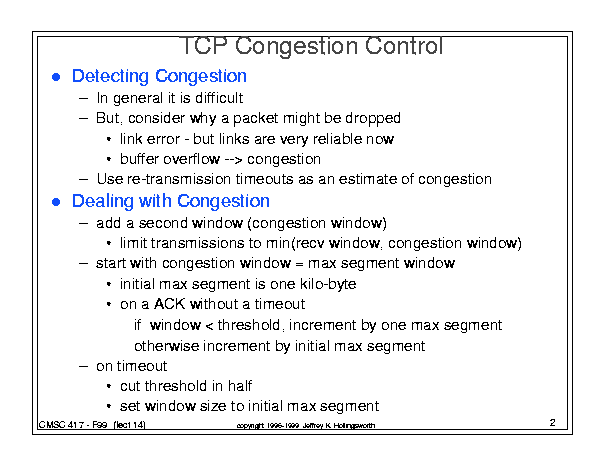 TCP Congestion Control
● Detecting Congestion
– In general it is difficult
– But, consider why a packet might be dropped
• link error - but links are very reliable now
• buffer overflow --> congestion
– Use re-transmission timeouts as an estimate of congestion
● Dealing with Congestion
– add a second window (congestion window)
• limit transmissions to min(recv window, congestion window)
– start with congestion window = max segment window
• initial max segment is one kilo-byte
• on a ACK without a timeout
if window < threshold, increment by one max segment
otherwise increment by initial max segment
– on timeout
• cut threshold in half
• set window size to initial max segment
CMSC 417 - F99 (lect 14) copyright 1996-1999 Jeffrey K. Hollingsworth 2